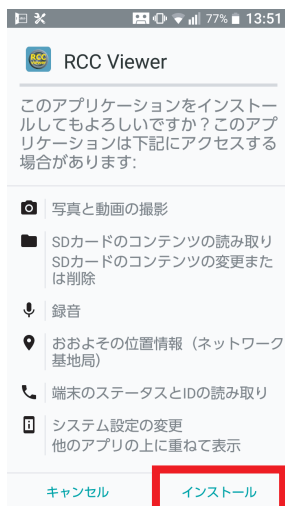 77% 13:51
RCC Viewer
このアプリケーションをインストー
ルしてもよろしいですか？このアプ
リケーションは下記にアクセスする
場合があります:
写真と動画の撮影
SDカードのコンテンツの読み取り
SDカードのコンテンツの変更また
は削除
録音
おおよその位置情報（ネットワーク
基地局）
端末のステータスとIDの読み取り
システム設定の変更
他のアプリの上に重ねて表示
キャンセル インストール